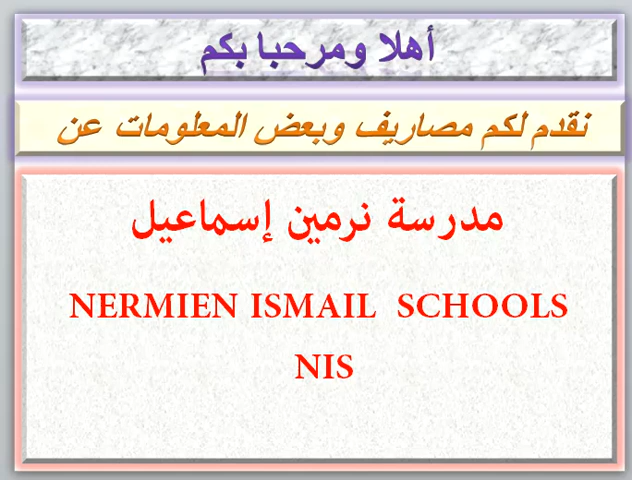 أهلا ومرحبا بكم
نقدم لكم مصاريف وبعض المعلومات عن
مدرسة نرمين إسماعيل
NERMIEN ISMAIL SCHOOLS
NIS